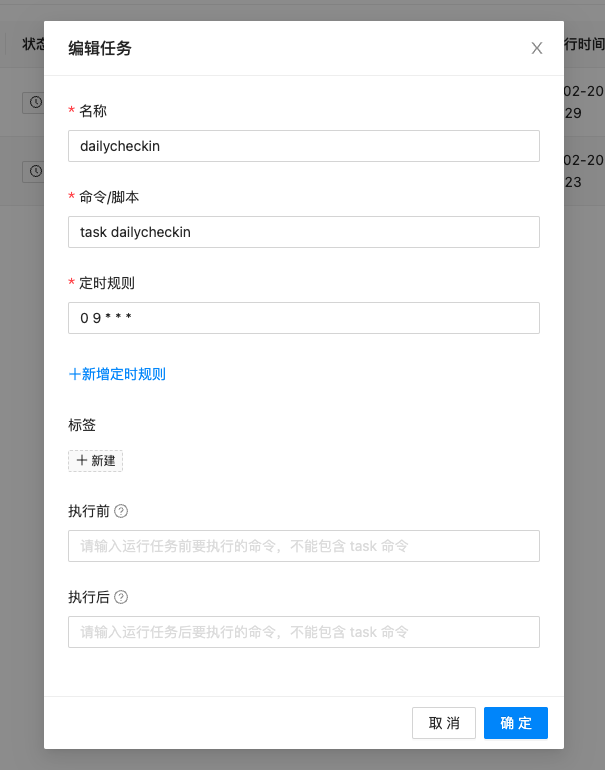 状态
编辑任务
行时间
02-20
29
02-20
23
* 名称
dailycheckin
* 命令/脚本
task dailycheckin
* 定时规则
0 9 * * *
+新增定时规则
标签
+ 新建
执行前 ?
请输入运行任务前要执行的命令，不能包含 task 命令
执行后 ?
请输入运行任务后要执行的命令，不能包含 task 命令
取 消
确 定